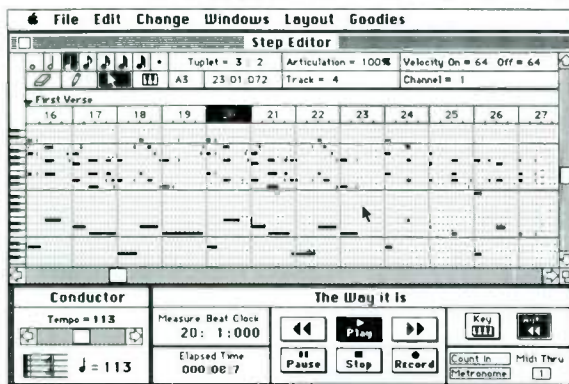 File Edit Change Windows Layout Goodies
Step Editor
Tuplet = 3 : 2 Articulation = 100% Velocity On = 64 Off = 64
A3 23 01 072 Track = 4 Channel = 1
First Verse
16 17 18 19 21 22 23 24 25 26 27
Conductor The Way it Is
Tempo = 113
Measure Beat Clock
20: 1:000
Play
Key
= 113
Elapsed Time
Pause Stop Record
Count In
Metronome
Midi Thru
1